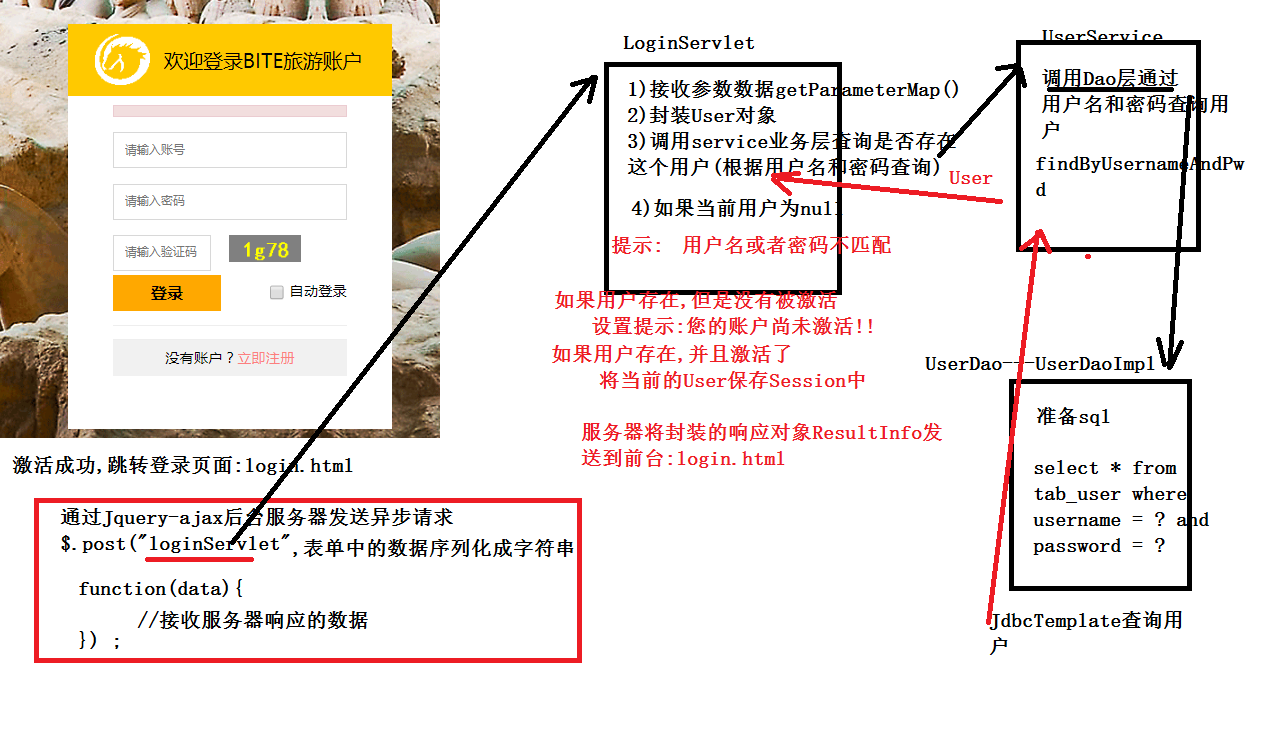 欢迎登录BITE旅游账户
请输入账号
请输入密码
请输入验证码
1g78
登录
自动登录
没有账户？立即注册
激活成功,跳转登录页面:login.html
通过Jquery-ajax后台服务器发送异步请求
$.post("loginServlet",表单中的数据序列化成字符串
function(data){
//接收服务器响应的数据
}) ;
LoginServlet
1)接收参数数据getParameterMap()
2)封装User对象
3)调用service业务层查询是否存在
这个用户(根据用户名和密码查询)
4)如果当前用户为null
提示: 用户名或者密码不匹配
如果用户存在,但是没有被激活
设置提示:您的账户尚未激活!!
如果用户存在,并且激活了
将当前的User保存Session中
服务器将封装的响应对象ResultInfo发
送到前台:login.html
User
UserService
调用Dao层通过
用户名和密码查询用
户
findByUsernameAndPw
d
UserDao---UserDaoImpl
准备sql
select * from
tab_user where
username = ? and
password = ?
JdbcTemplate查询用
户